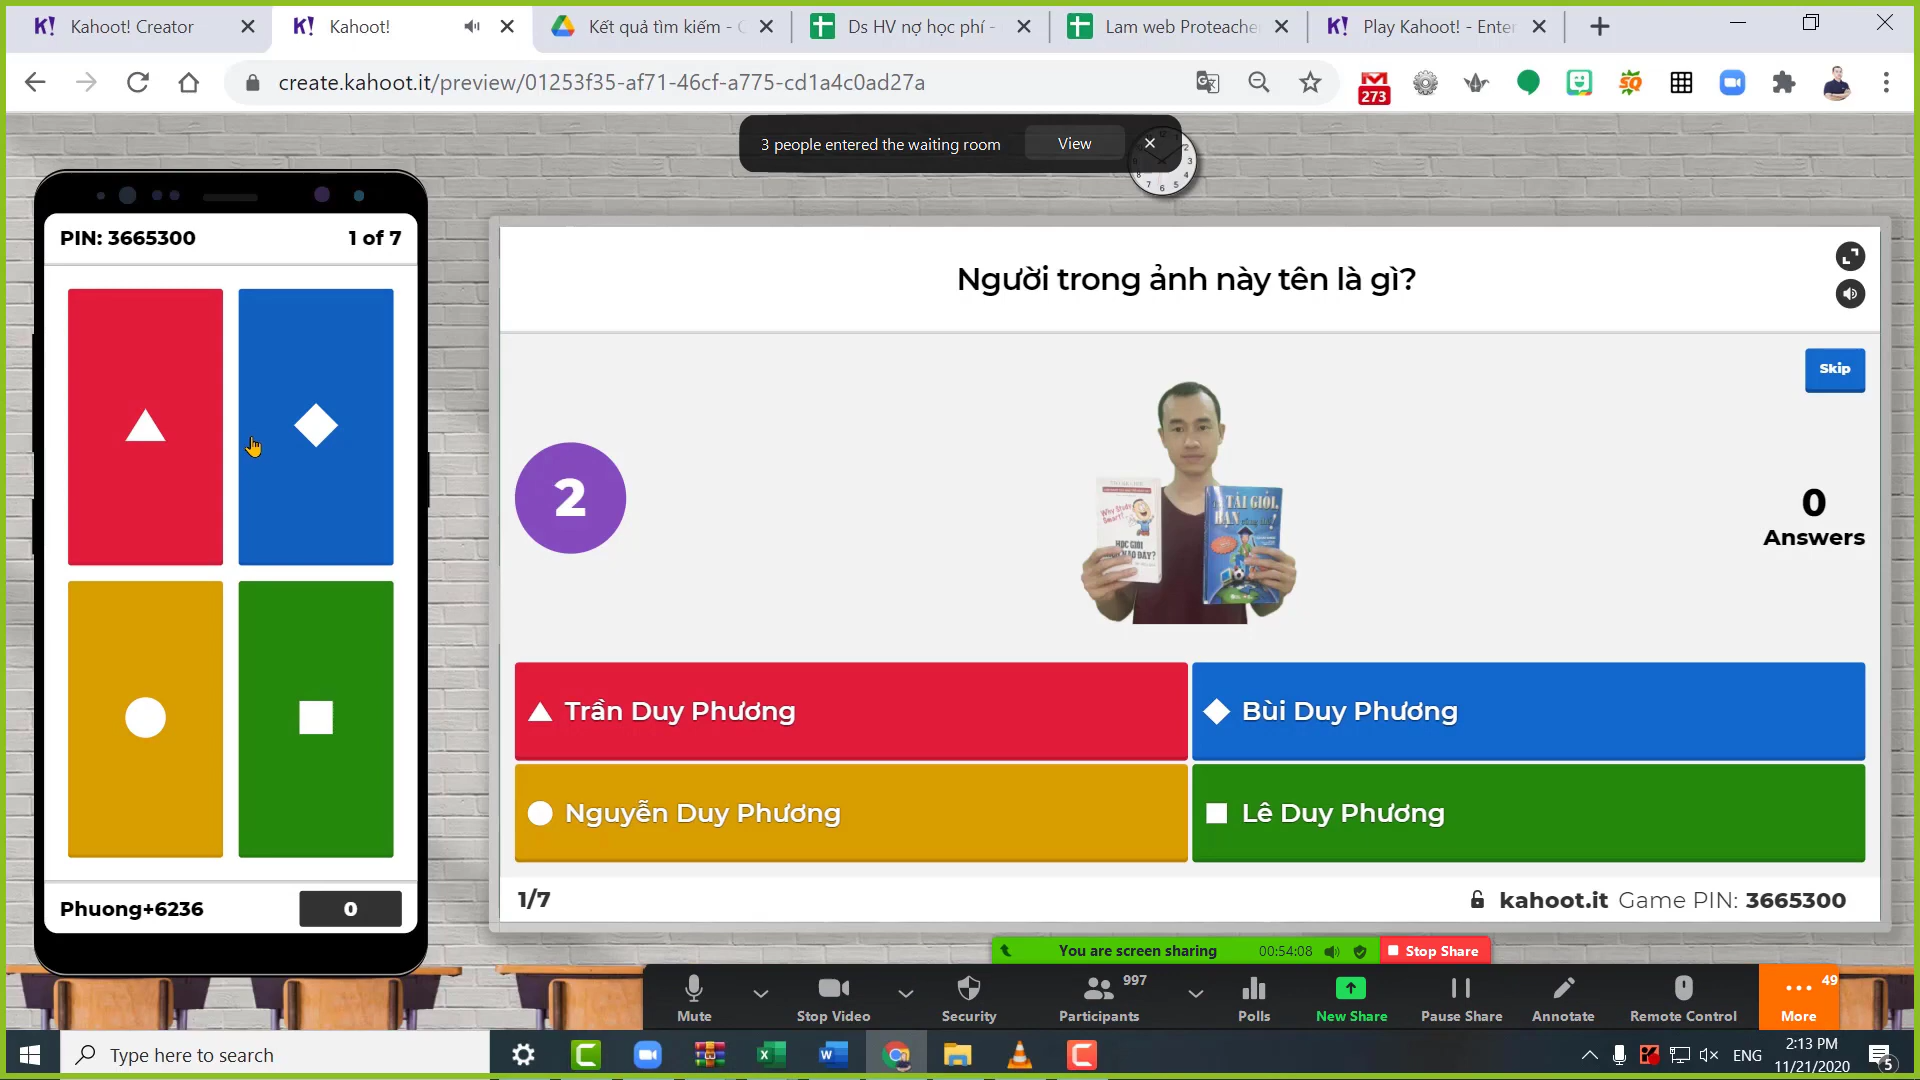 Kahoot! Creator
Kahoot!
Kết quả tìm kiếm -
Ds HV nợ học phí -
Lam web Proteache
Play Kahoot! - Enter
create.kahoot.it/preview/01253f35-af71-46cf-a775-cd1a4c0ad27a
273
3 people entered the waiting room
View
PIN: 3665300
1 of 7
Người trong ảnh này tên là gì?
Skip
2
0
Answers
Why Study Smart?
TÀI GIỎI,
BẠN
Trần Duy Phương
Bùi Duy Phương
Nguyễn Duy Phương
Lê Duy Phương
Phuong+6236
0
1/7
kahoot.it Game PIN: 3665300
You are screen sharing
00:54:08
Stop Share
Mute
Stop Video
Security
Participants
997
Polls
New Share
Pause Share
Annotate
Remote Control
More
49
Type here to search
ENG
2:13 PM
11/21/2020
5